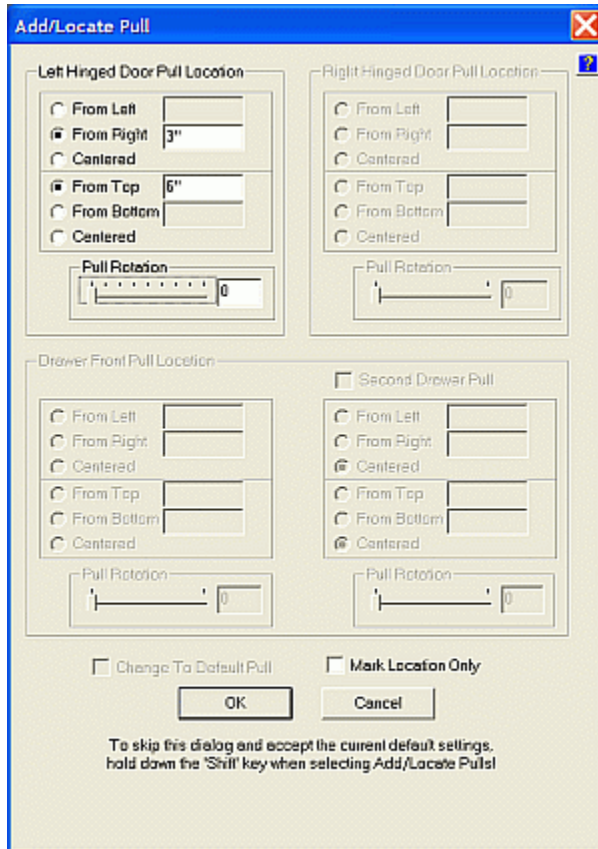 Add/Locate Pull
?
Left Hinged Door Pull Location
From Left
From Right 3"
Centered
From Top 6"
From Bottom
Centered
Pull Rotation
0
Right Hinged Door Pull Location
From Left
From Right
Centered
From Top
From Bottom
Centered
Pull Rotation
0
Drawer Front Pull Location
From Left
From Right
Centered
From Top
From Bottom
Centered
Pull Rotation
0
Second Drawer Pull
From Left
From Right
Centered
From Top
From Bottom
Centered
Pull Rotation
0
Change To Default Pull
Mark Location Only
OK
Cancel
To skip this dialog and accept the current default settings,
hold down the 'Shift' key when selecting Add/Locate Pulls!